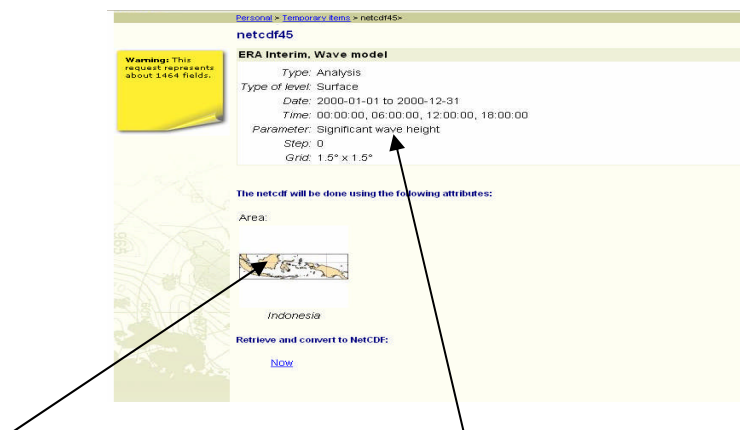 Personal > Temporary items > netcdf45>
netcdf45
Warning: This
request represents
about 1464 fields.
ERA Interim, Wave model
Type: Analysis
Type of level: Surface
Date: 2000-01-01 to 2000-12-31
Time: 00:00:00, 06:00:00, 12:00:00, 18:00:00
Parameter: Significant wave height
Step: 0
Grid: 1.5° x 1.5°
The netcdf will be done using the following attributes:
Area:
Indonesia
Retrieve and convert to NetCDF:
Now